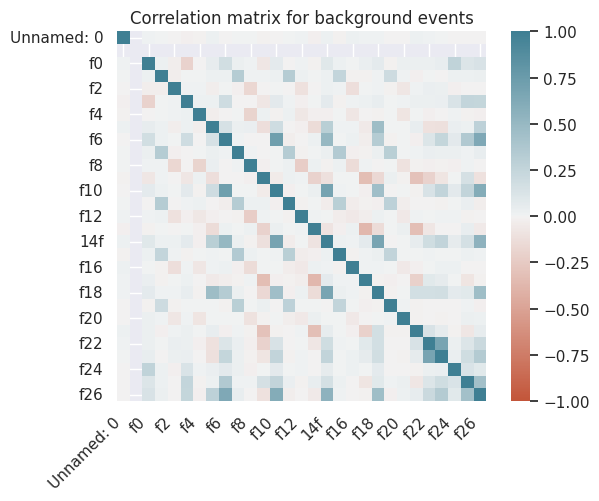 Correlation matrix for background events
Unnamed: 0
f0
f2
f4
f6
f8
f10
f12
14f
f16
f18
f20
f22
f24
f26
Unnamed: 0
f0
f2
f4
f6
f8
f10
f12
14f
f16
f18
f20
f22
f24
f26
1.00
0.75
0.50
0.25
0.00
−0.25
−0.50
−0.75
−1.00